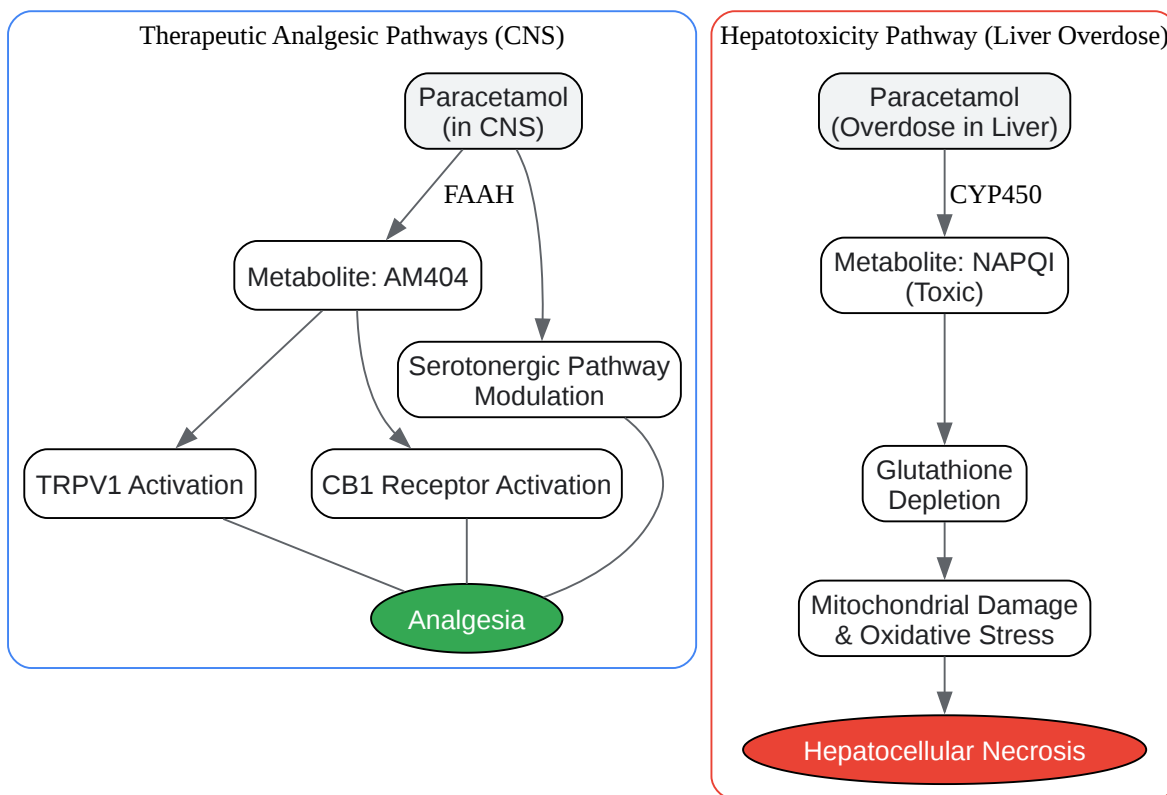 Therapeutic Analgesic Pathways (CNS)
Paracetamol
(in CNS)
FAAH
Metabolite: AM404
Serotonergic Pathway
Modulation
TRPV1 Activation
CB1 Receptor Activation
Analgesia
Hepatotoxicity Pathway (Liver Overdose)
Paracetamol
(Overdose in Liver)
CYP450
Metabolite: NAPQI
(Toxic)
Glutathione
Depletion
Mitochondrial Damage
& Oxidative Stress
Hepatocellular Necrosis